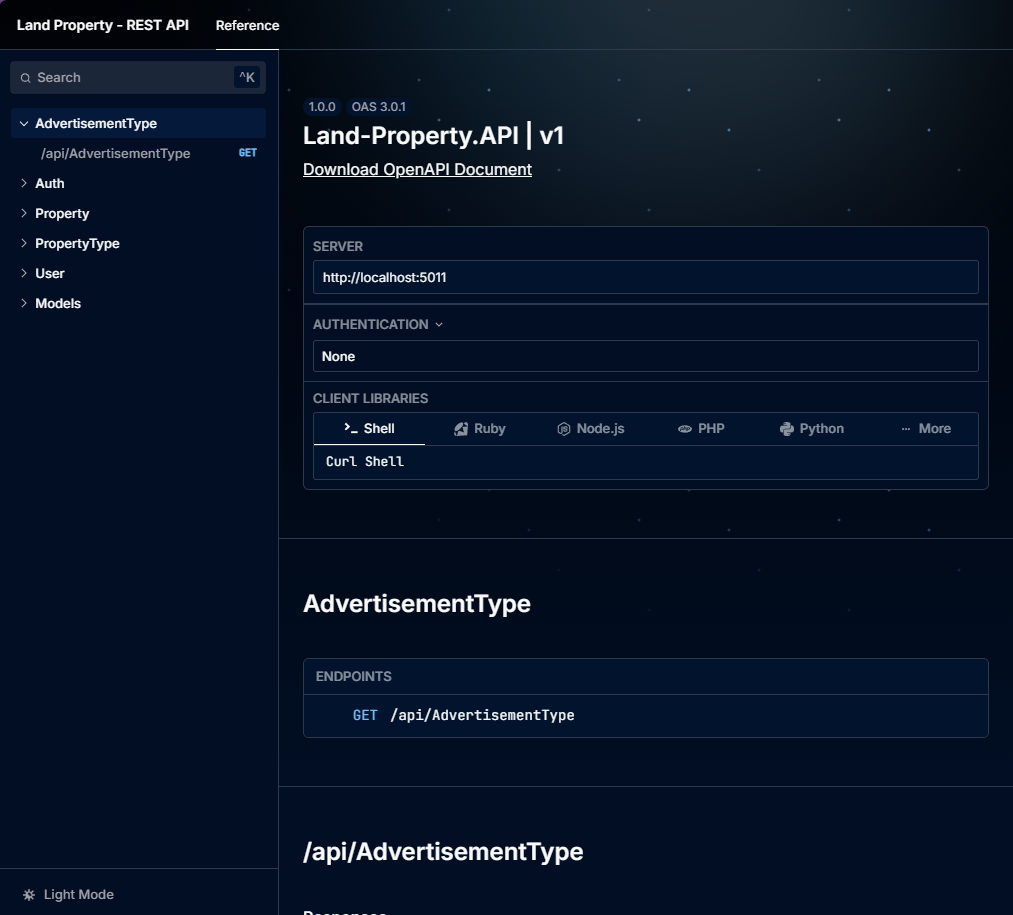 Land Property - REST API
Reference
Search
^K
AdvertisementType
/api/AdvertisementType GET
Auth
Property
PropertyType
User
Models
Light Mode
1.0.0 OAS 3.0.1
Land-Property.API | v1
Download OpenAPI Document
SERVER
http://localhost:5011
AUTHENTICATION
None
CLIENT LIBRARIES
Shell Ruby Node.js PHP Python More
Curl Shell
AdvertisementType
ENDPOINTS
GET /api/AdvertisementType
/api/AdvertisementType
Responses